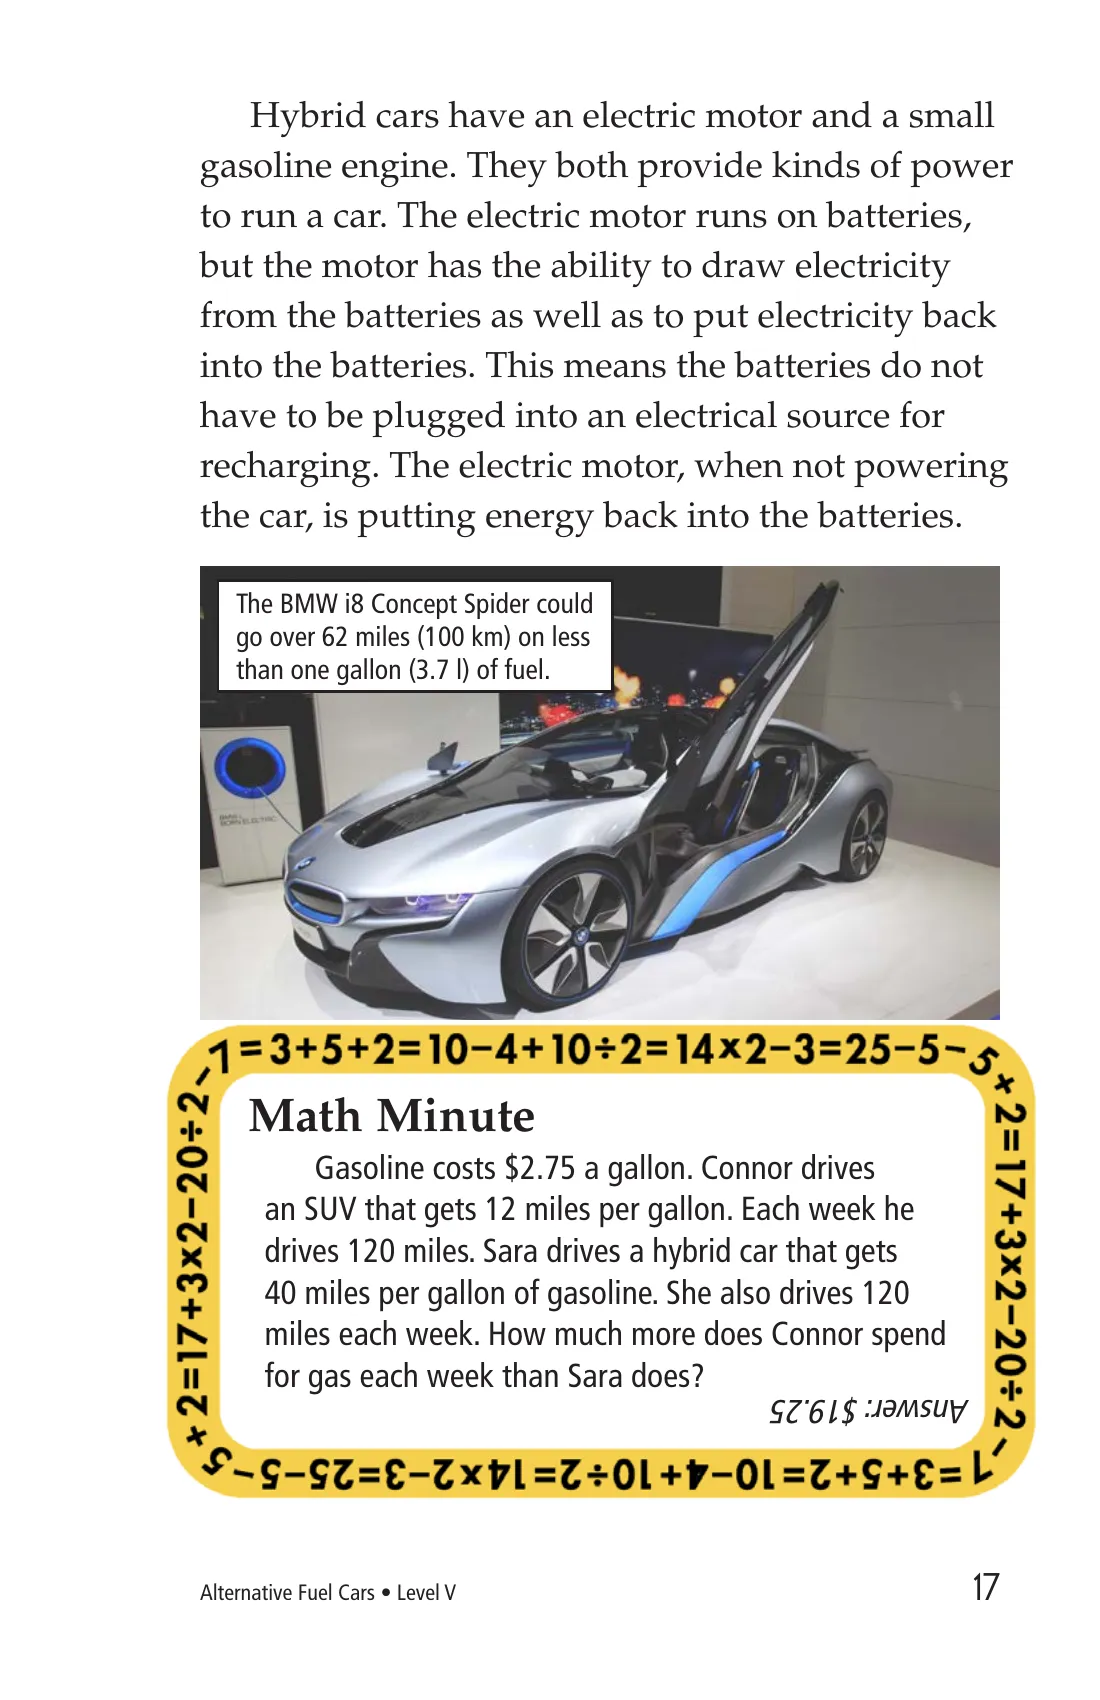 Hybrid cars have an electric motor and a small
gasoline engine. They both provide kinds of power
to run a car. The electric motor runs on batteries,
but the motor has the ability to draw electricity
from the batteries as well as to put electricity back
into the batteries. This means the batteries do not
have to be plugged into an electrical source for
recharging. The electric motor, when not powering
the car, is putting energy back into the batteries.
The BMW i8 Concept Spider could
go over 62 miles (100 km) on less
than one gallon (3.7 l) of fuel.
BMW i
BORN ELECTRIC
-7=3+5+2=10-4+10÷2=14×2-3=25-5-5+2=17+3×2-20÷2
-7=3+5+2=10-4+10÷2=14×2-3=25-5-5+2=17+3×2-20÷2
Math Minute
Gasoline costs $2.75 a gallon. Connor drives
an SUV that gets 12 miles per gallon. Each week he
drives 120 miles. Sara drives a hybrid car that gets
40 miles per gallon of gasoline. She also drives 120
miles each week. How much more does Connor spend
for gas each week than Sara does?
Answer: $19.25
Alternative Fuel Cars • Level V
17